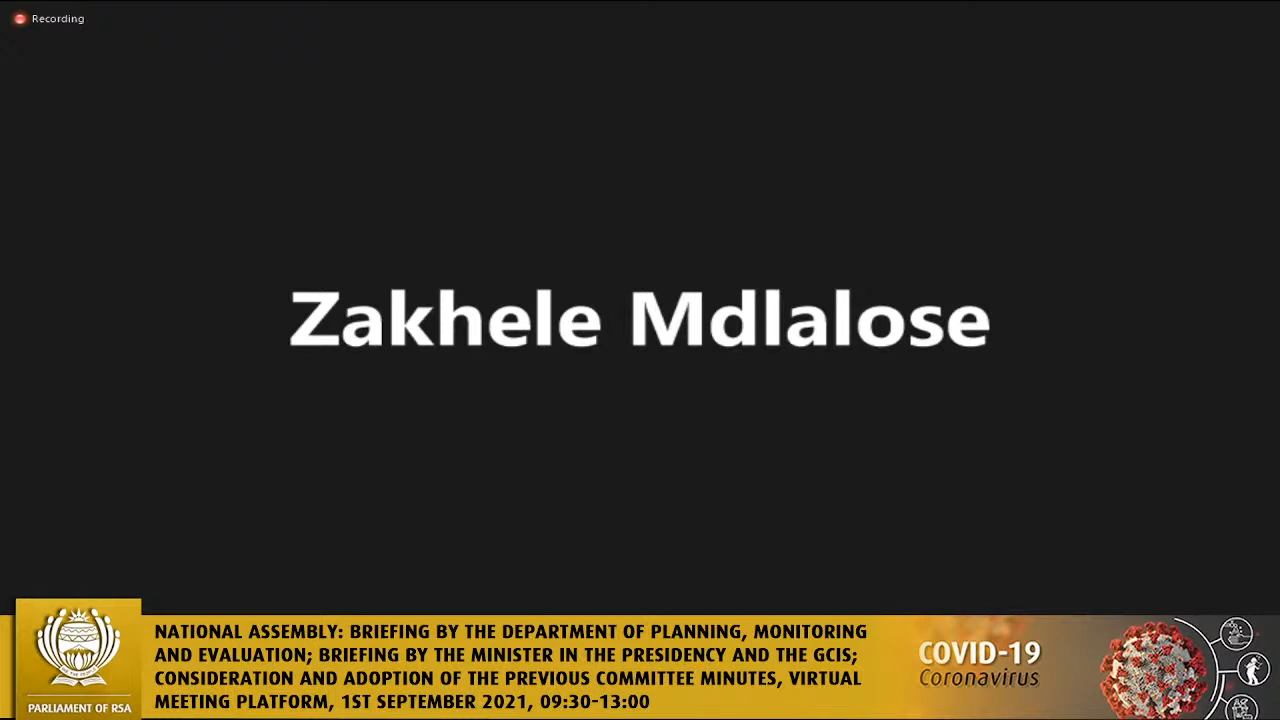 Recording
Zakhele Mdlalose
NATIONAL ASSEMBLY: BRIEFING BY THE DEPARTMENT OF PLANNING, MONITORING
AND EVALUATION; BRIEFING BY THE MINISTER IN THE PRESIDENCY AND THE GCIS;
CONSIDERATION AND ADOPTION OF THE PREVIOUS COMMITTEE MINUTES, VIRTUAL
MEETING PLATFORM, 1ST SEPTEMBER 2021, 09:30-13:00
PARLIAMENT OF RSA
COVID-19
Coronavirus